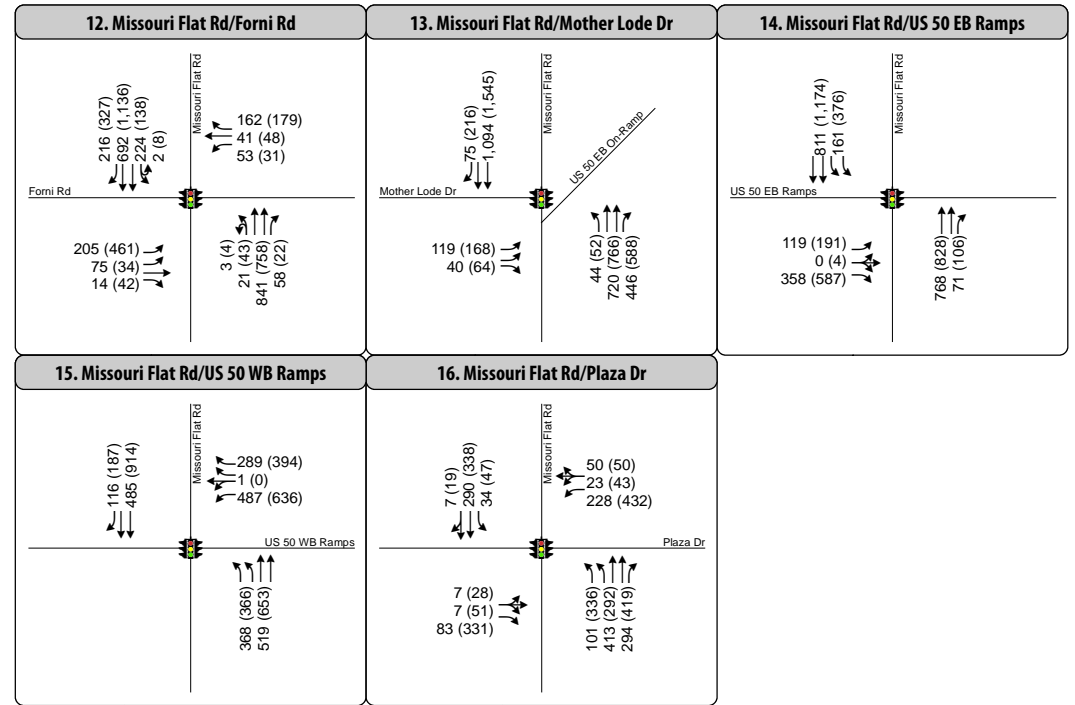 12. Missouri Flat Rd/Forni Rd
Missouri Flat Rd
216 (327)
692 (1,136)
224 (138)
2 (8)
162 (179)
41 (48)
53 (31)
Forni Rd
205 (461)
75 (34)
14 (42)
3 (4)
21 (43)
841 (758)
58 (22)
13. Missouri Flat Rd/Mother Lode Dr
Missouri Flat Rd
75 (216)
1,094 (1,545)
US 50 EB On-Ramp
Mother Lode Dr
119 (168)
40 (64)
44 (52)
720 (766)
446 (588)
14. Missouri Flat Rd/US 50 EB Ramps
Missouri Flat Rd
811 (1,174)
161 (376)
US 50 EB Ramps
119 (191)
0 (4)
358 (587)
768 (828)
71 (106)
15. Missouri Flat Rd/US 50 WB Ramps
Missouri Flat Rd
116 (187)
485 (914)
289 (394)
1 (0)
487 (636)
US 50 WB Ramps
368 (366)
519 (653)
16. Missouri Flat Rd/Plaza Dr
Missouri Flat Rd
7 (19)
290 (338)
34 (47)
50 (50)
23 (43)
228 (432)
Plaza Dr
7 (28)
7 (51)
83 (331)
101 (336)
413 (292)
294 (419)